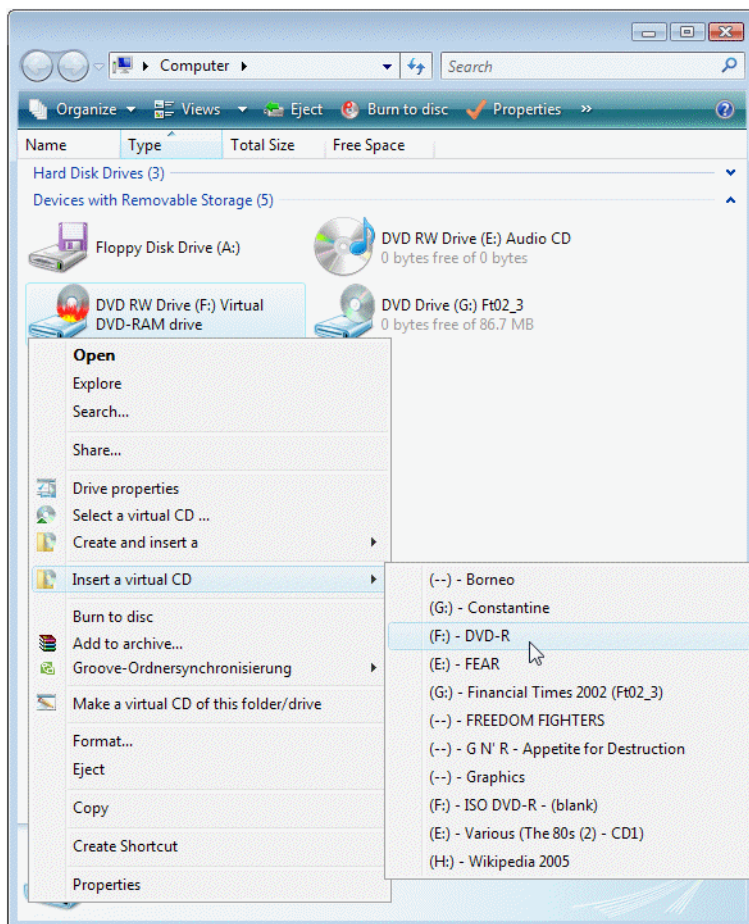 Computer
Search
Organize Views Eject Burn to disc Properties »
Name Type Total Size Free Space
Hard Disk Drives (3)
Devices with Removable Storage (5)
Floppy Disk Drive (A:)
DVD RW Drive (E:) Audio CD
0 bytes free of 0 bytes
DVD RW Drive (F:) Virtual
DVD-RAM drive
DVD Drive (G:) Ft02_3
0 bytes free of 86.7 MB
Open
Explore
Search...
Share...
Drive properties
Select a virtual CD ...
Create and insert a
Insert a virtual CD
Burn to disc
Add to archive...
Groove-Ordnersynchronisierung
Make a virtual CD of this folder/drive
Format...
Eject
Copy
Create Shortcut
Properties
(--) - Borneo
(G:) - Constantine
(F:) - DVD-R
(E:) - FEAR
(G:) - Financial Times 2002 (Ft02_3)
(--) - FREEDOM FIGHTERS
(--) - G N' R - Appetite for Destruction
(--) - Graphics
(F:) - ISO DVD-R - (blank)
(E:) - Various (The 80s (2) - CD1)
(H:) - Wikipedia 2005